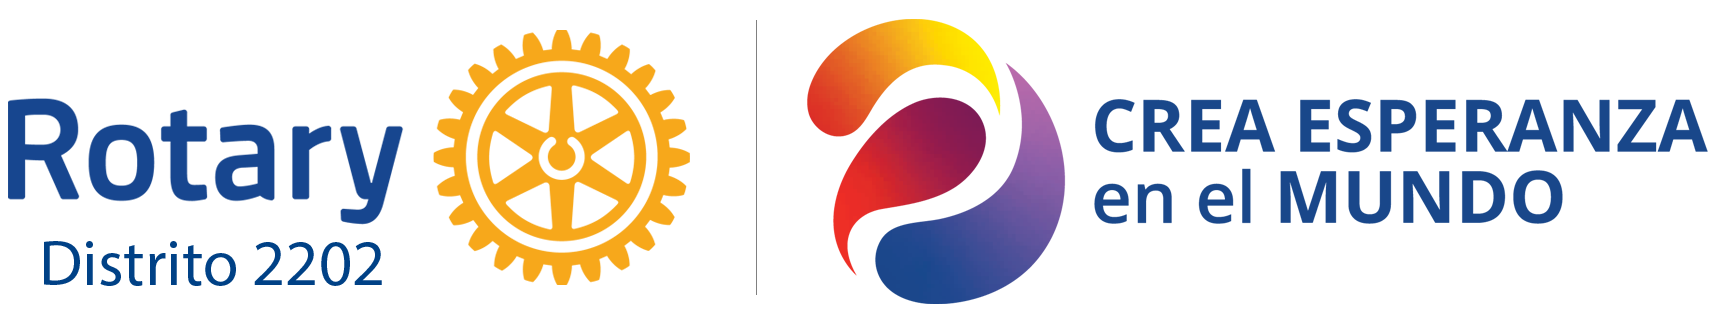 Rotary
Distrito 2202
CREA ESPERANZA
en el MUNDO